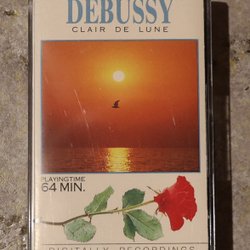 DEBUSSY
CLAIR DE LUNE
PLAYINGTIME
64 MIN.
DIGITALLY RECORDINGS